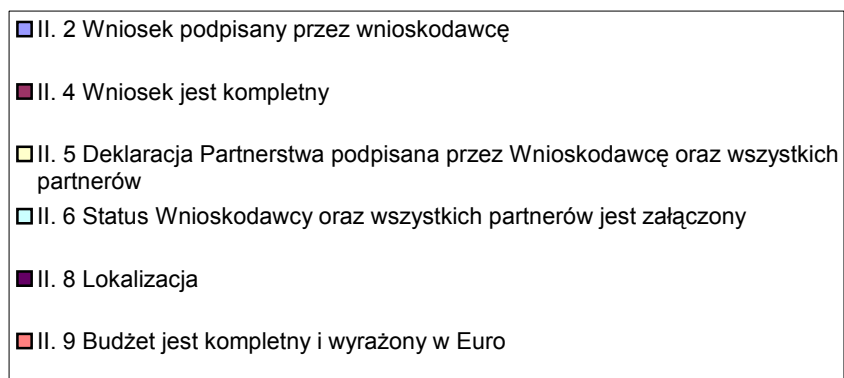 II. 2 Wniosek podpisany przez wnioskodawcę
II. 4 Wniosek jest kompletny
II. 5 Deklaracja Partnerstwa podpisana przez Wnioskodawcę oraz wszystkich
partnerów
II. 6 Status Wnioskodawcy oraz wszystkich partnerów jest załączony
II. 8 Lokalizacja
II. 9 Budżet jest kompletny i wyrażony w Euro